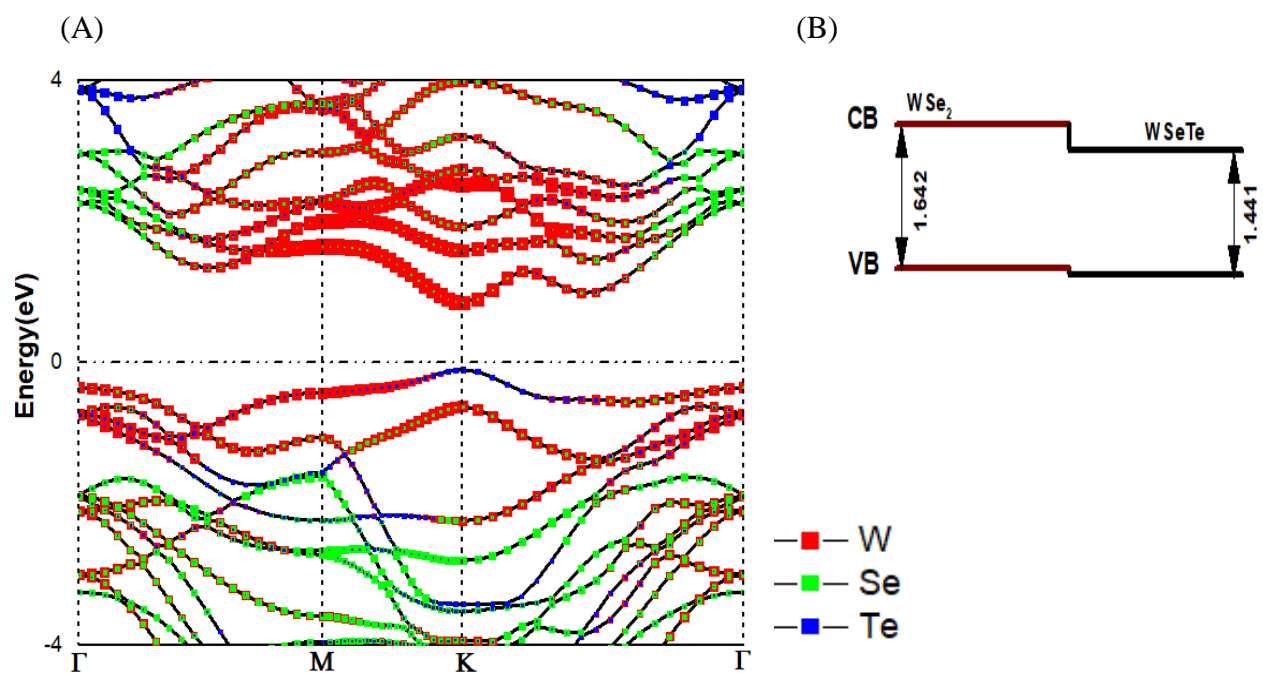 (A)
(B)
4
0
-4
Energy(eV)
Γ
M
K
Γ
W
Se
Te
CB
WSe2
WSeTe
1.642
1.441
VB